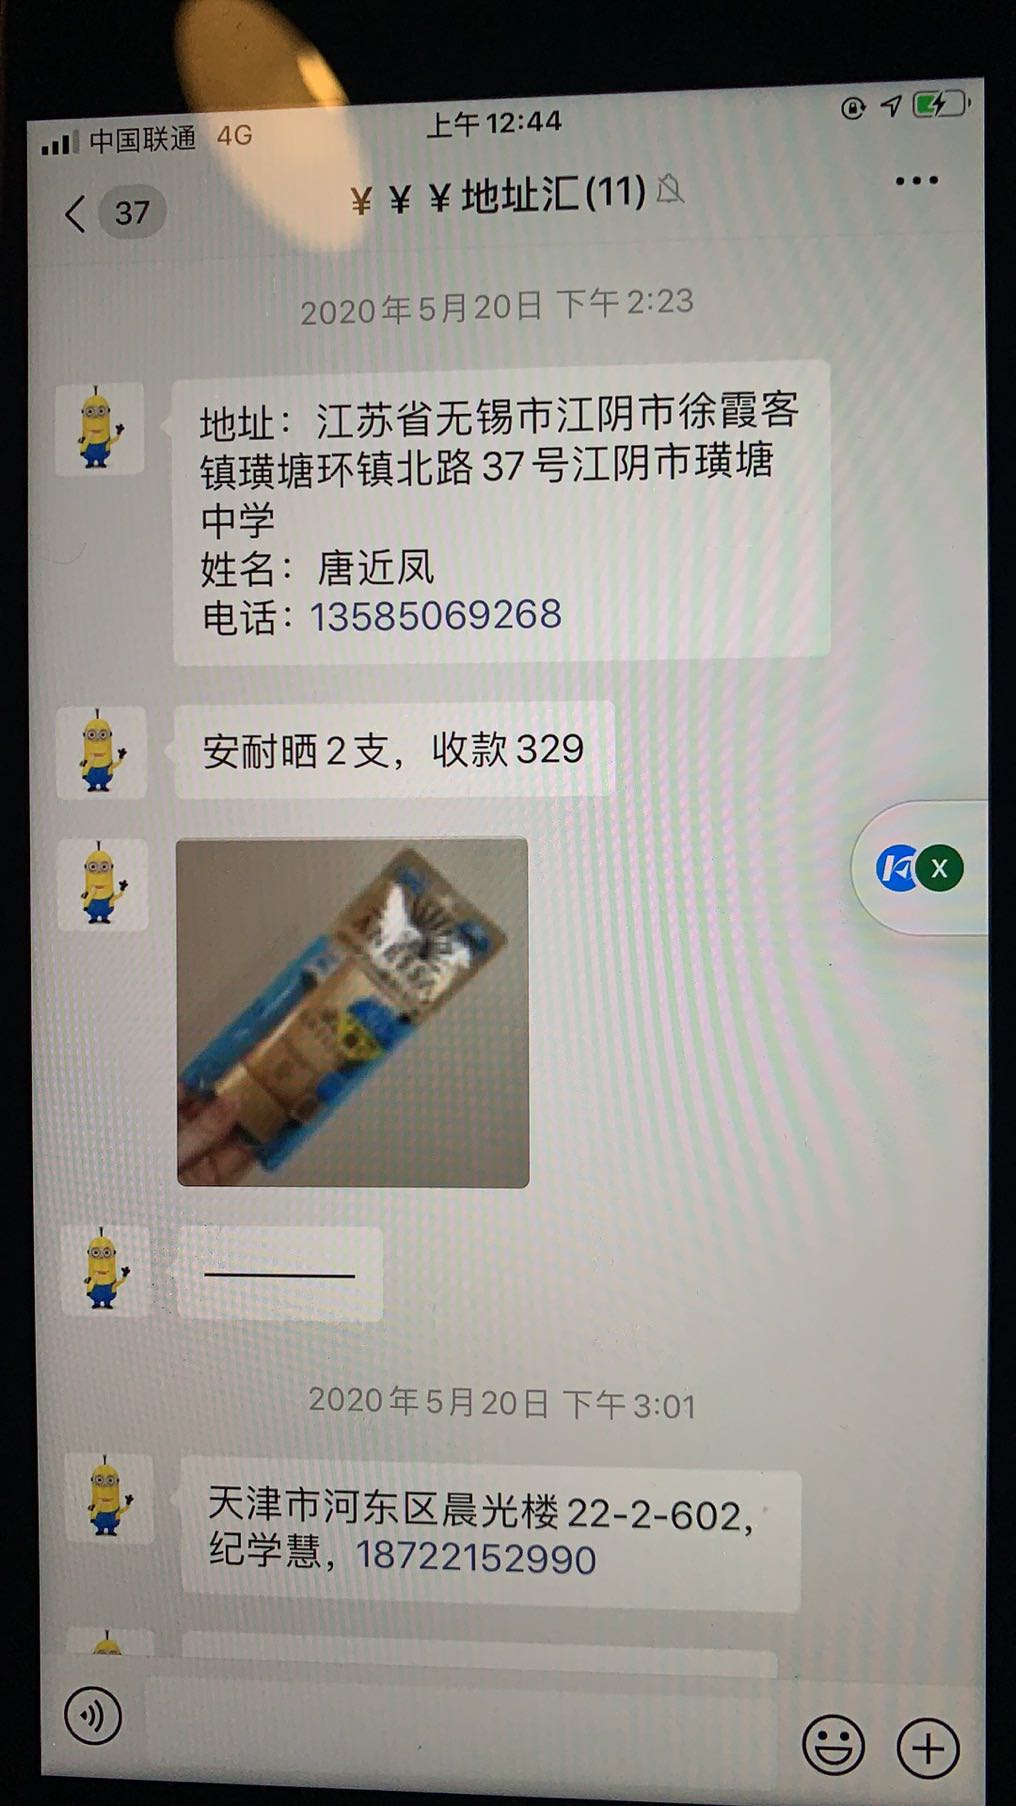 中国联通 4G
上午12:44
37
￥￥￥地址汇(11)
2020年5月20日 下午2:23
地址：江苏省无锡市江阴市徐霞客
镇璜塘环镇北路37号江阴市璜塘
中学
姓名：唐近凤
电话：13585069268
安耐晒2支，收款329
X
2020年5月20日 下午3:01
天津市河东区晨光楼22-2-602，
纪学慧，18722152990